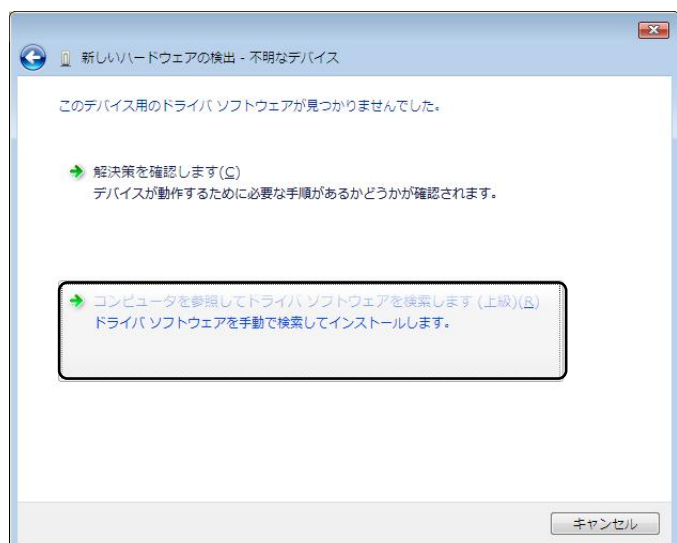 新しいハードウェアの検出 - 不明なデバイス
このデバイス用のドライバ ソフトウェアが見つかりませんでした。
解決策を確認します(C)
デバイスが動作するために必要な手順があるかどうかが確認されます。
コンピュータを参照してドライバ ソフトウェアを検索します (上級)(R)
ドライバ ソフトウェアを手動で検索してインストールします。
キャンセル